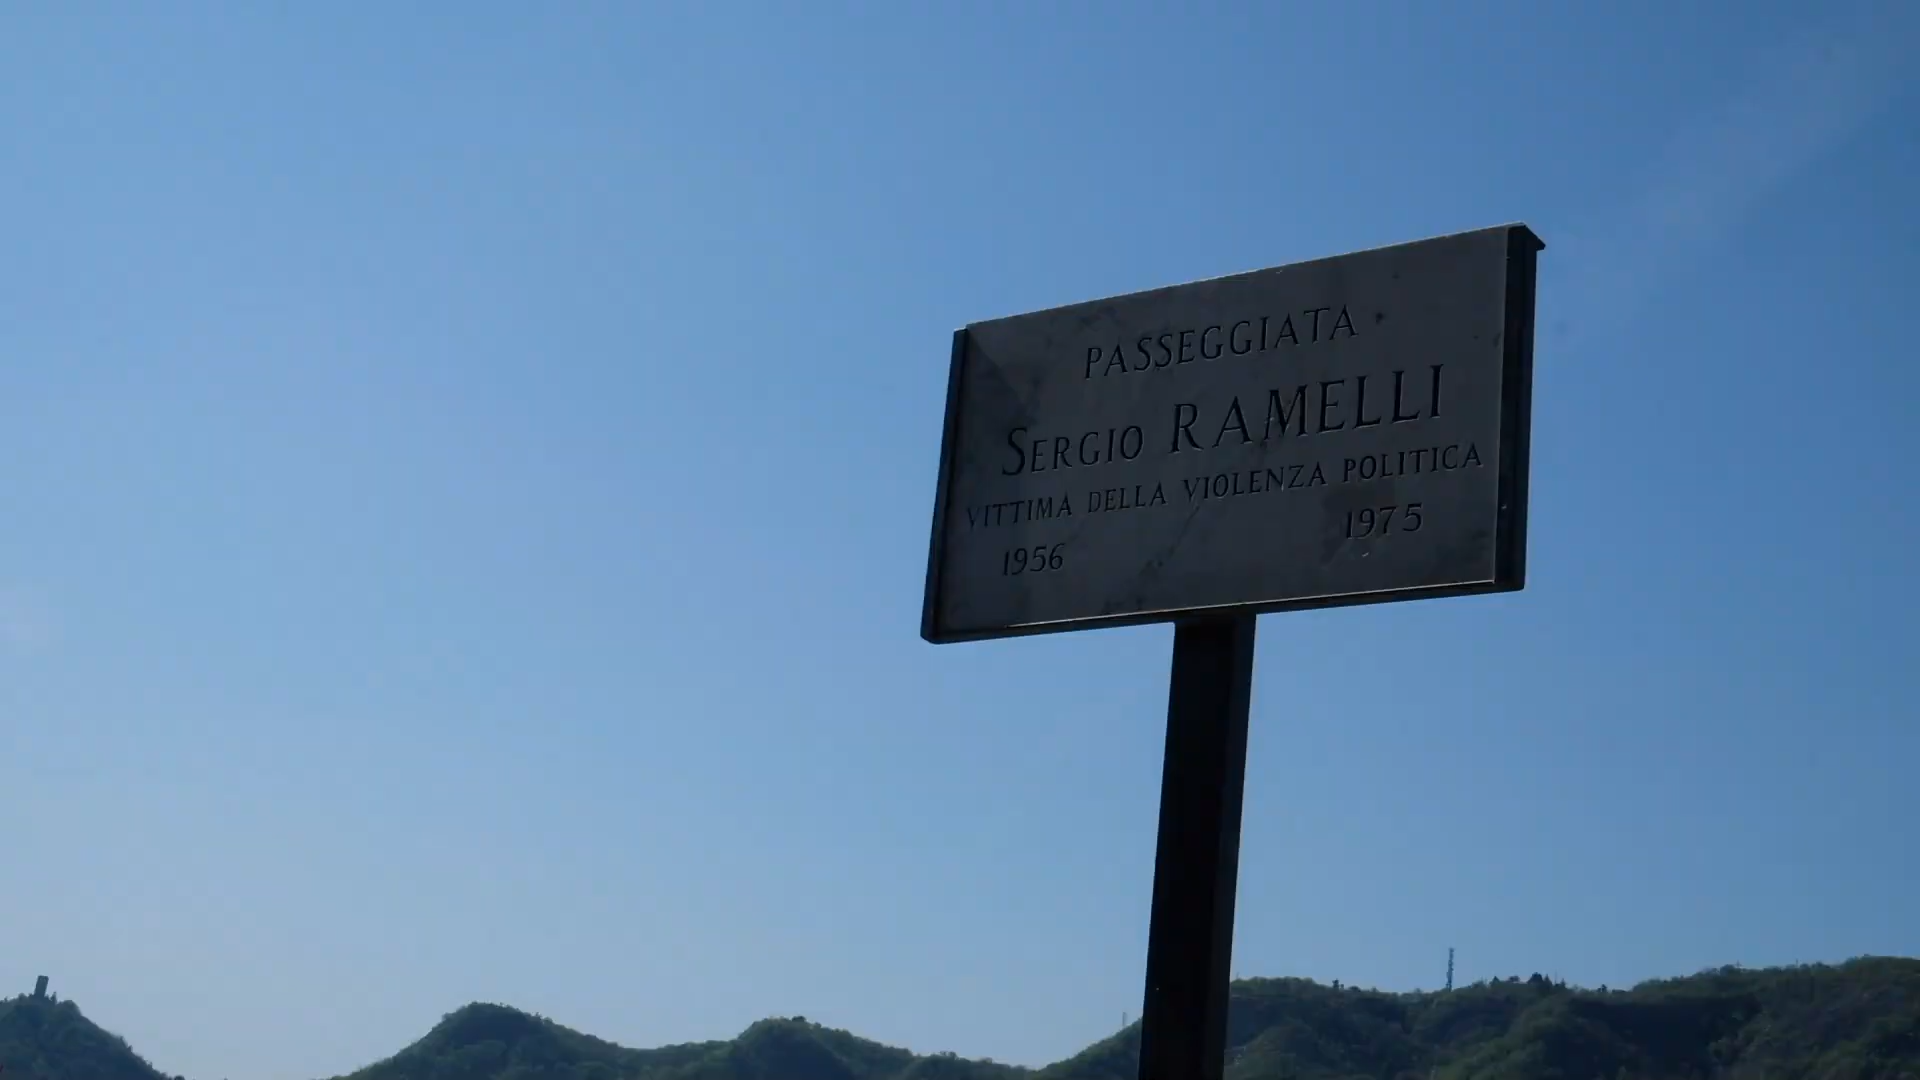 PASSEGGIATA
SERGIO RAMELLI
VITTIMA DELLA VIOLENZA POLITICA
1956 1975